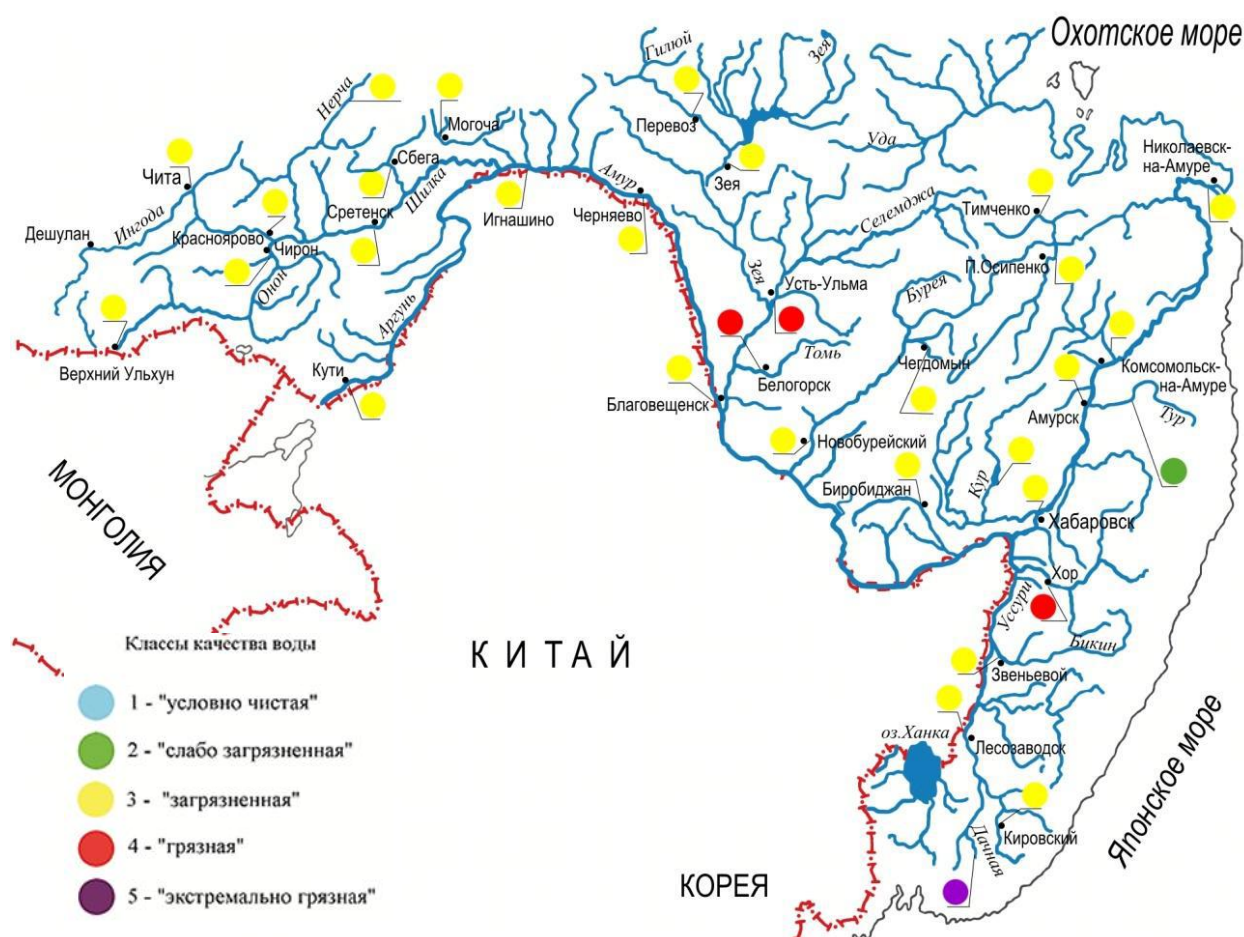 Охотское море
Гилюй
Зея
Нерча
Могоча
Перевоз
Уда
Николаевск-
на-Амуре
Сбега
Чита
Зея
Амур
Шилка
Игнашино
Черняево
Селемджа
Тимченко
Сретенск
Ингода
Дешулан
Красноярово
Чирон
Онон
П.Осипенко
Зея
Усть-Ульма
Бурея
Аргунь
Томь
Чегдомын
Верхний Ульхун
Кути
Белогорск
Комсомольск-
на-Амуре
Благовещенск
Амурск
Тур
Новобурейский
Биробиджан
Кур
Хабаровск
МОНГОЛИЯ
Хор
Уссури
Бикин
КИТАЙ
Звеньевой
оз.Ханка
Лесозаводск
Японское море
Дачная
Кировский
КОРЕЯ
Классы качества воды
1 - "условно чистая"
2 - "слабо загрязненная"
3 - "загрязненная"
4 - "грязная"
5 - "экстремально грязная"